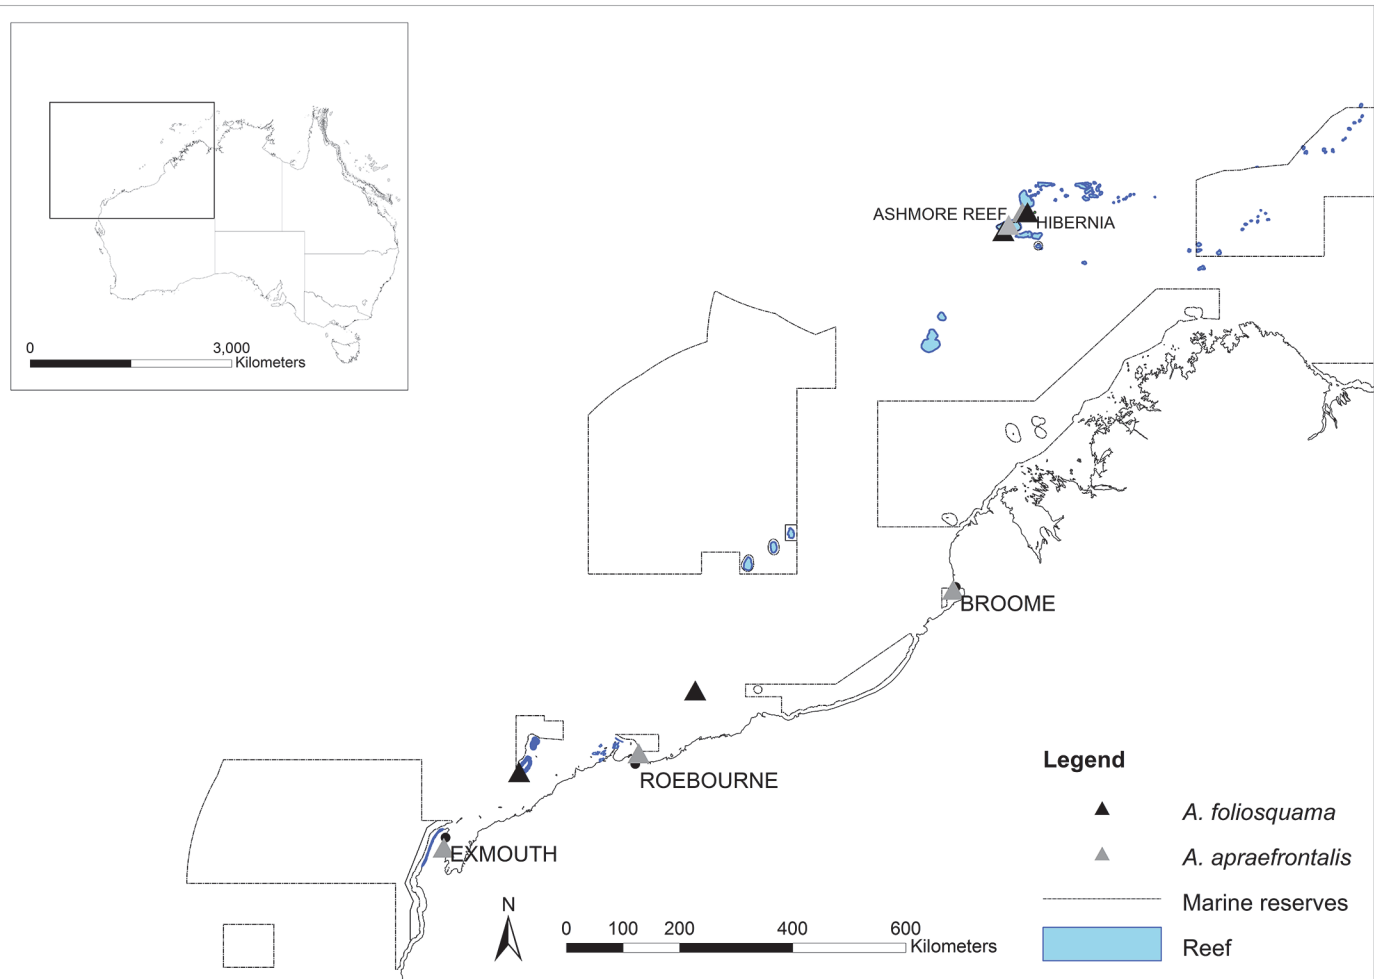 0 3,000
Kilometers
ASHMORE REEF
HIBERNIA
BROOME
ROEBOURNE
EXMOUTH
N
0 100 200 400 600
Kilometers
Legend
A. foliosquama
A. apraefrontalis
Marine reserves
Reef